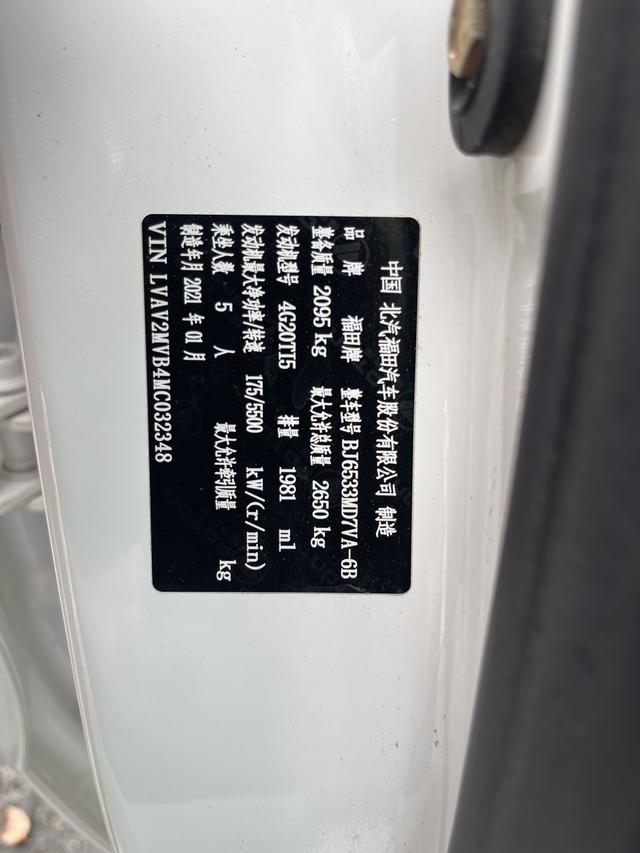 中国 北汽福田汽车股份有限公司 制造
品牌 福田牌 整车型号 BJ6533MD7VA-6B
整备质量 2095 kg 最大允许总质量 2650 kg
发动机型号 4G20TI5 排量 1981 ml
发动机最大净功率/转速 175/5500 kW/(r/min)
乘坐人数 5 人 最大允许牵引质量 kg
制造年月 2021 年 01 月
VIN LVAV2MVB4MC032348